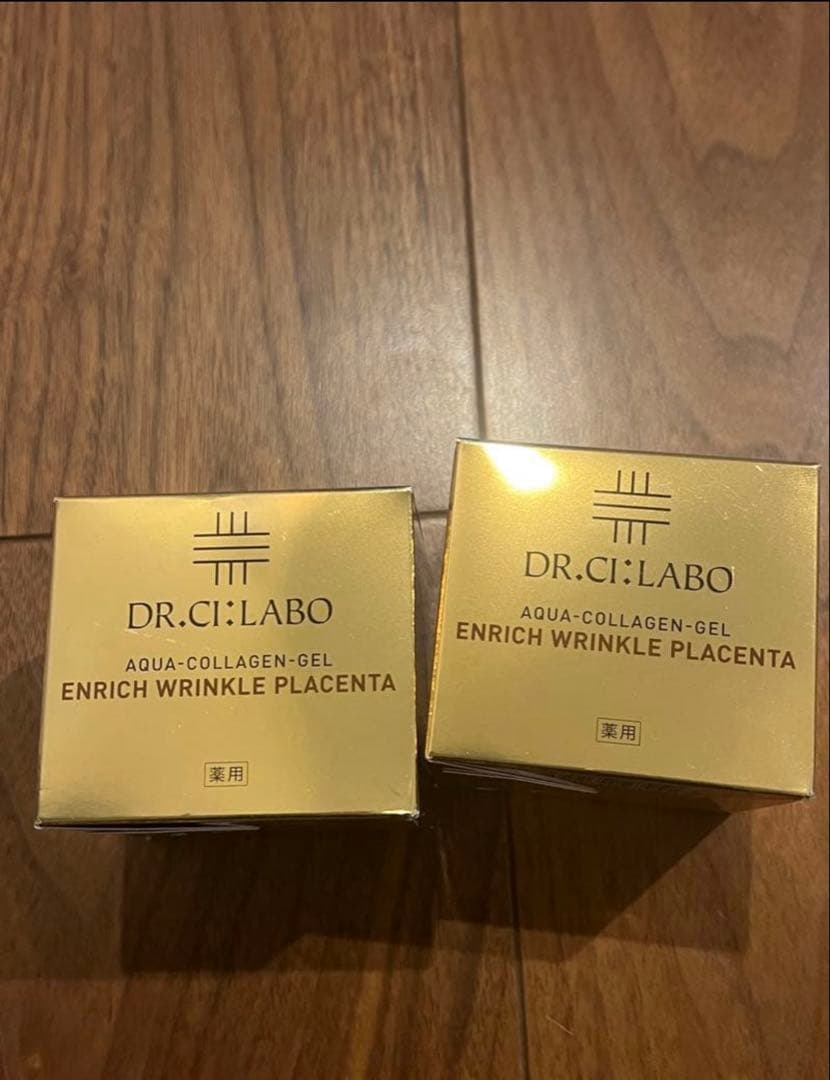 DR.CI:LABO
AQUA-COLLAGEN-GEL
ENRICH WRINKLE PLACENTA
薬用
DR.CI:LABO
AQUA-COLLAGEN-GEL
ENRICH WRINKLE PLACENTA
薬用